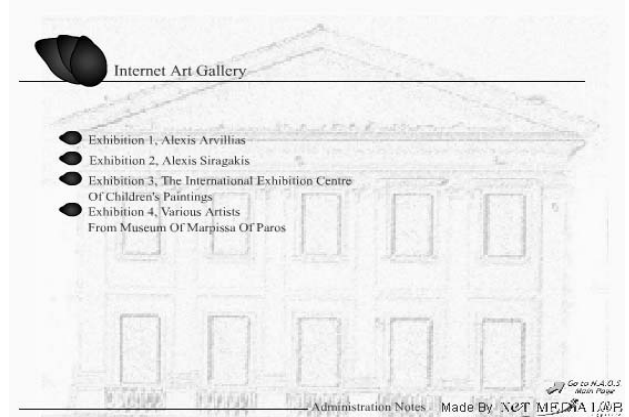 Internet Art Gallery
Exhibition 1, Alexis Arvillias
Exhibition 2, Alexis Siragakis
Exhibition 3, The International Exhibition Centre
Of Children's Paintings
Exhibition 4, Various Artists
From Museum Of Marpissa Of Paros
Go to H.A.O.S
Main Page
Administration Notes
Made By NET MEDIA LAB